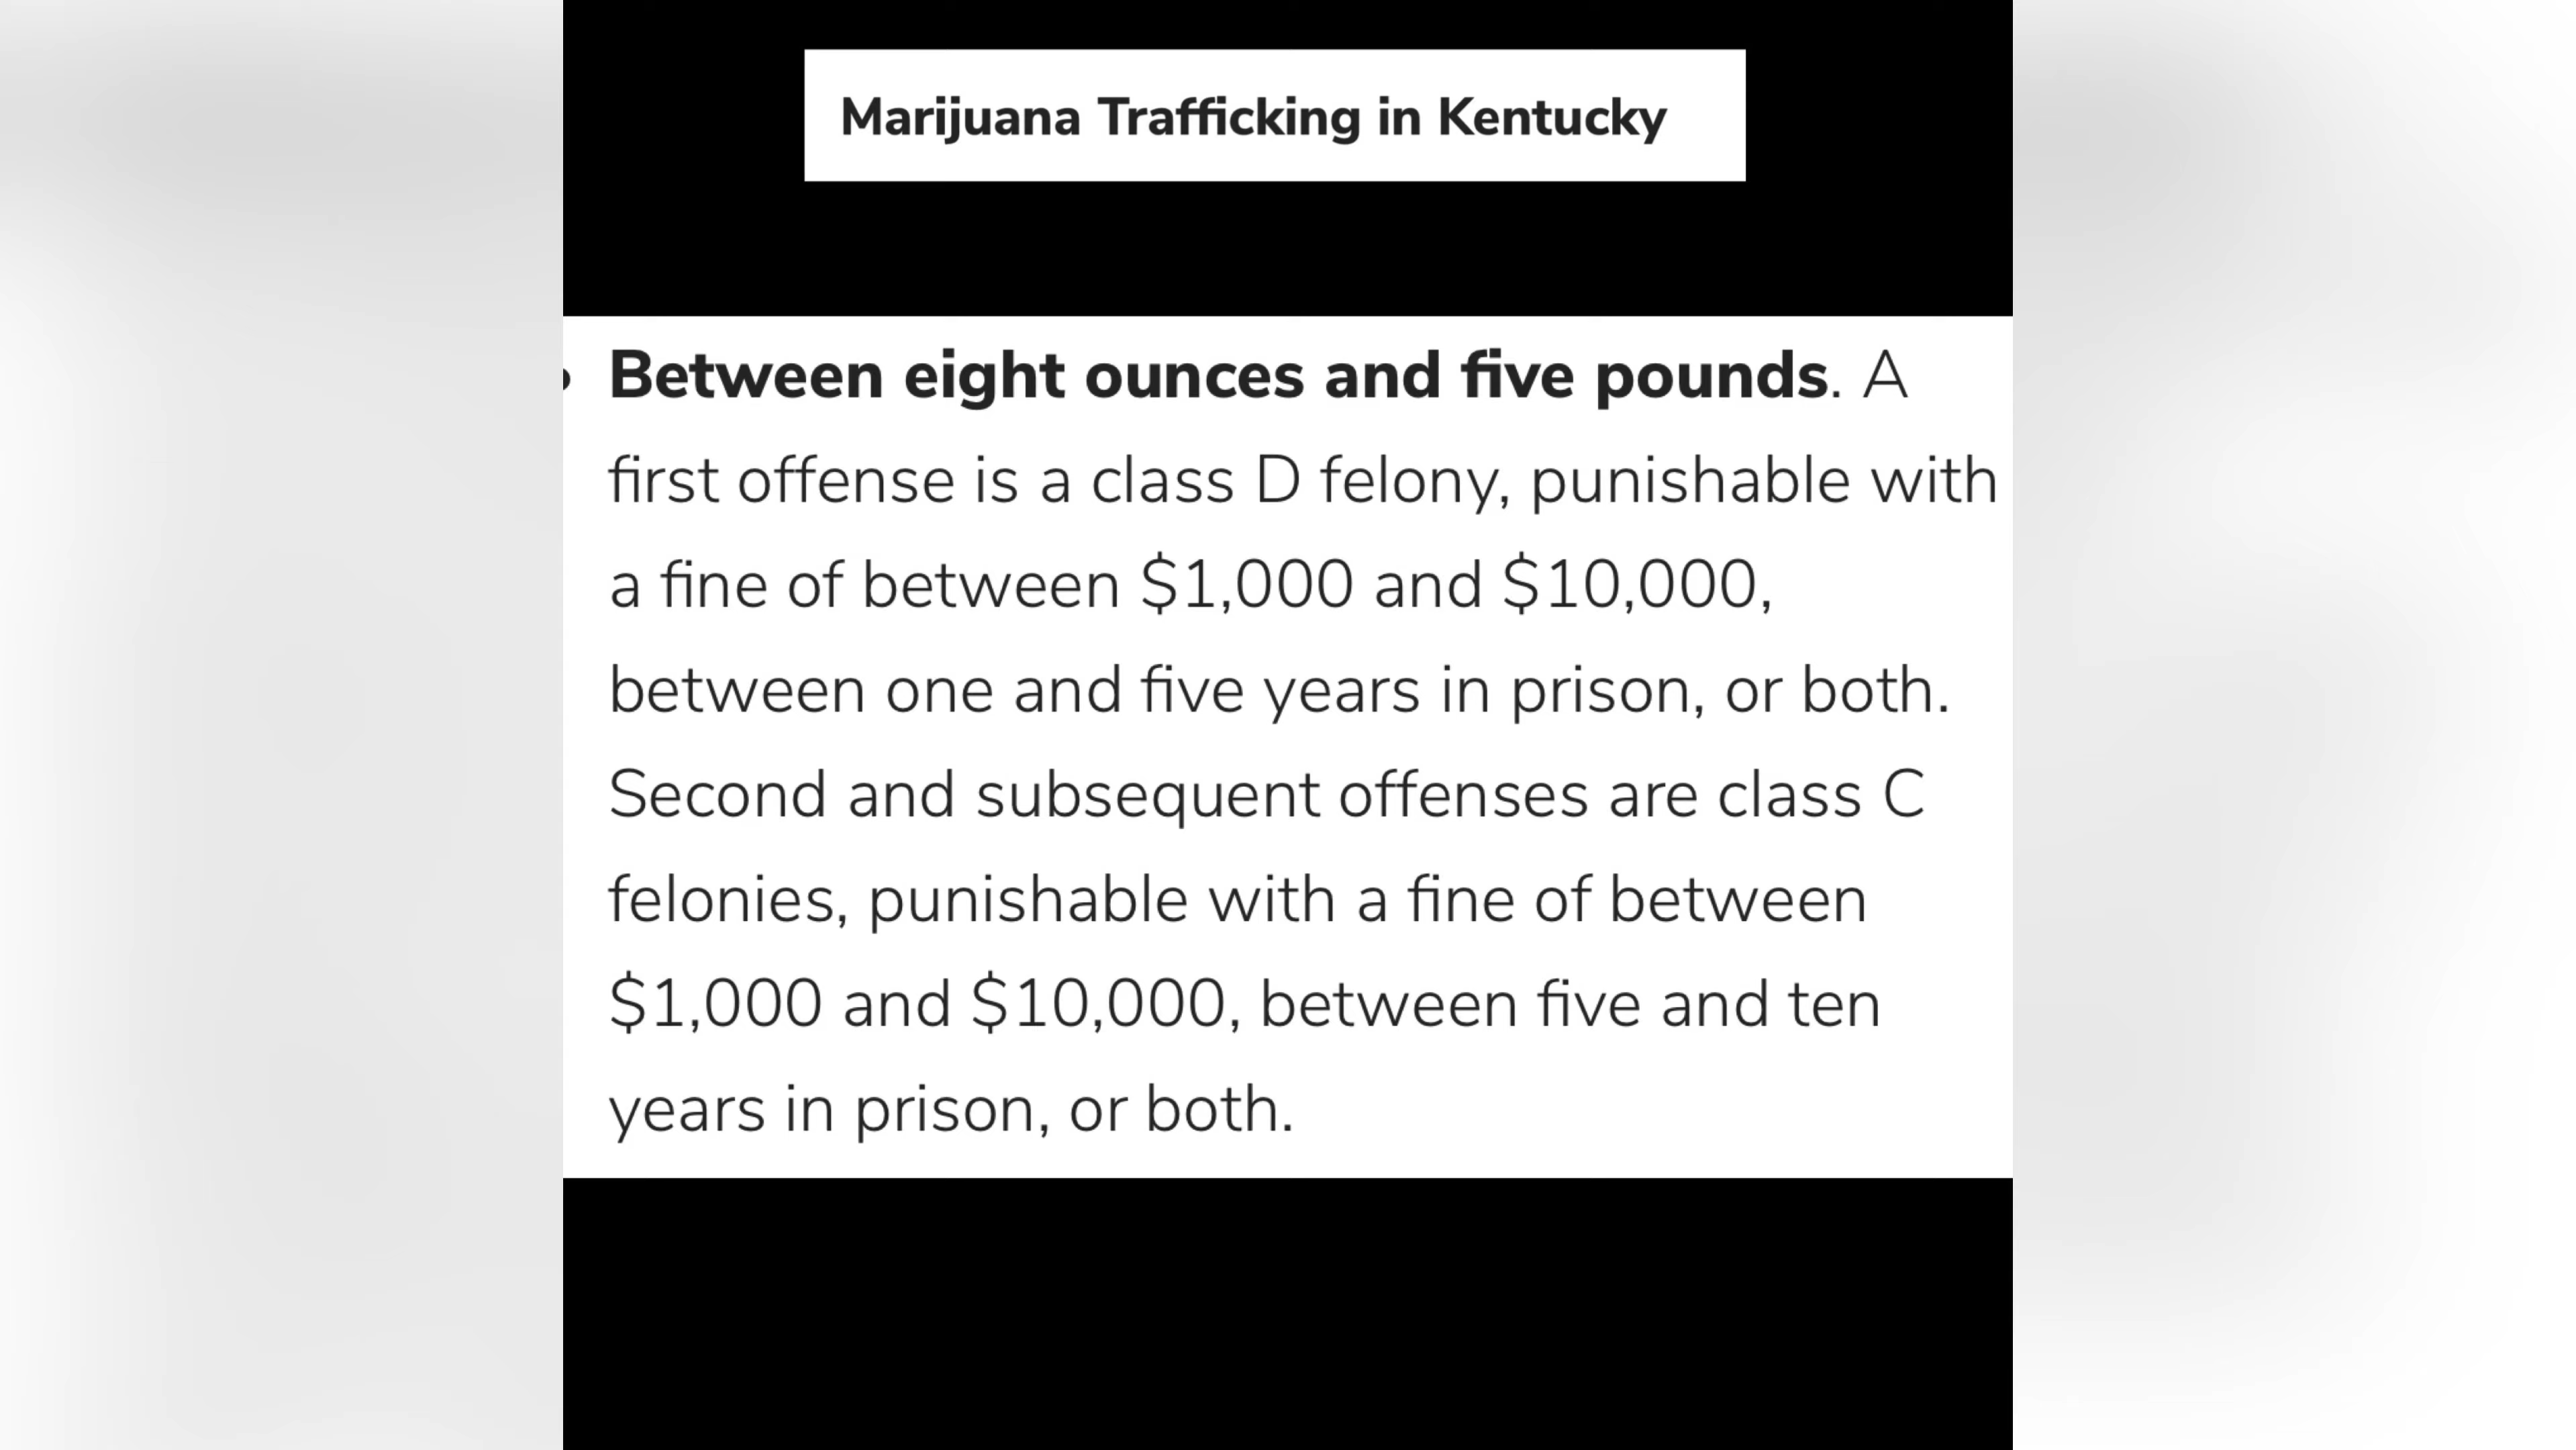 Marijuana Trafficking in Kentucky
• Between eight ounces and five pounds. A
first offense is a class D felony, punishable with
a fine of between $1,000 and $10,000,
between one and five years in prison, or both.
Second and subsequent offenses are class C
felonies, punishable with a fine of between
$1,000 and $10,000, between five and ten
years in prison, or both.